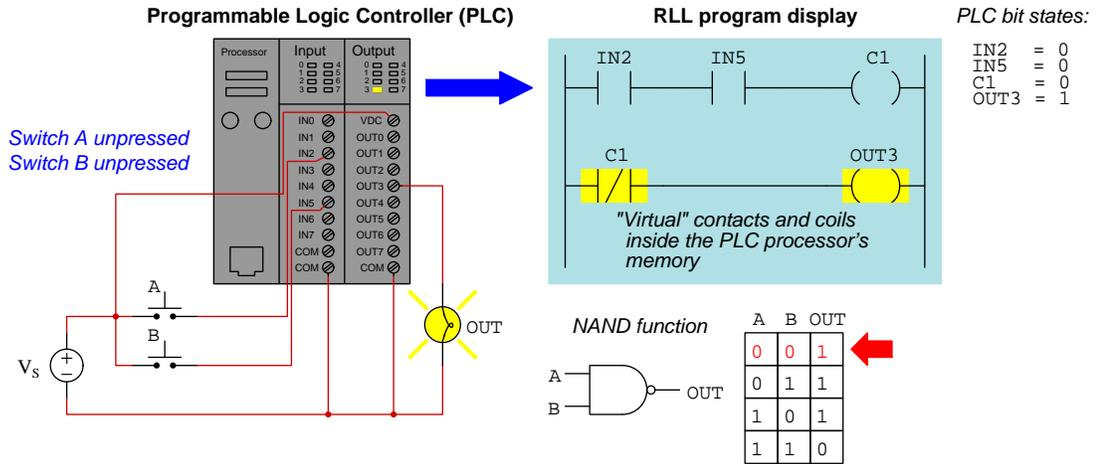 Programmable Logic Controller (PLC)
RLL program display
PLC bit states:
Processor
Input
Output
0 4
1 5
2 6
3 7
0 4
1 5
2 6
3 7
IN2
IN5
C1
IN2 = 0
IN5 = 0
C1 = 0
OUT3 = 1
Switch A unpressed
Switch B unpressed
IN0
IN1
IN2
IN3
IN4
IN5
IN6
IN7
COM
COM
VDC
OUT0
OUT1
OUT2
OUT3
OUT4
OUT5
OUT6
OUT7
COM
C1
OUT3
"Virtual" contacts and coils
inside the PLC processor's
memory
A
B
VS
OUT
NAND function
A
B
OUT
A B OUT
0 0 1
0 1 1
1 0 1
1 1 0